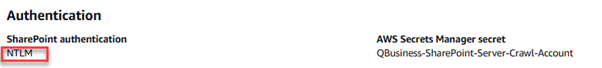 Authentication
SharePoint authentication AWS Secrets Manager secret
NTLM QBusiness-SharePoint-Server-Crawl-Account